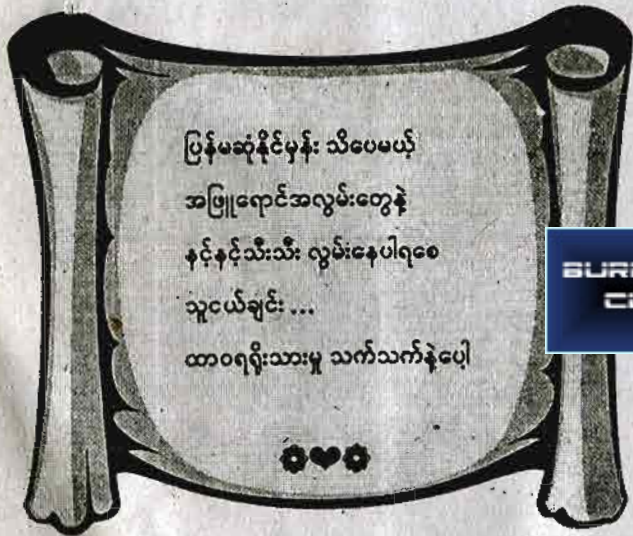 ပြန်မဆုံနိုင်မှန်း သိပေမယ့်
အဖြူရောင်အလွမ်းတွေနဲ့
နင့်နင့်သီးသီး လွမ်းနေပါရစေ
သူငယ်ချင်း ...
ထာဝရရိုးသားမှု သက်သက်နဲ့ပေါ့